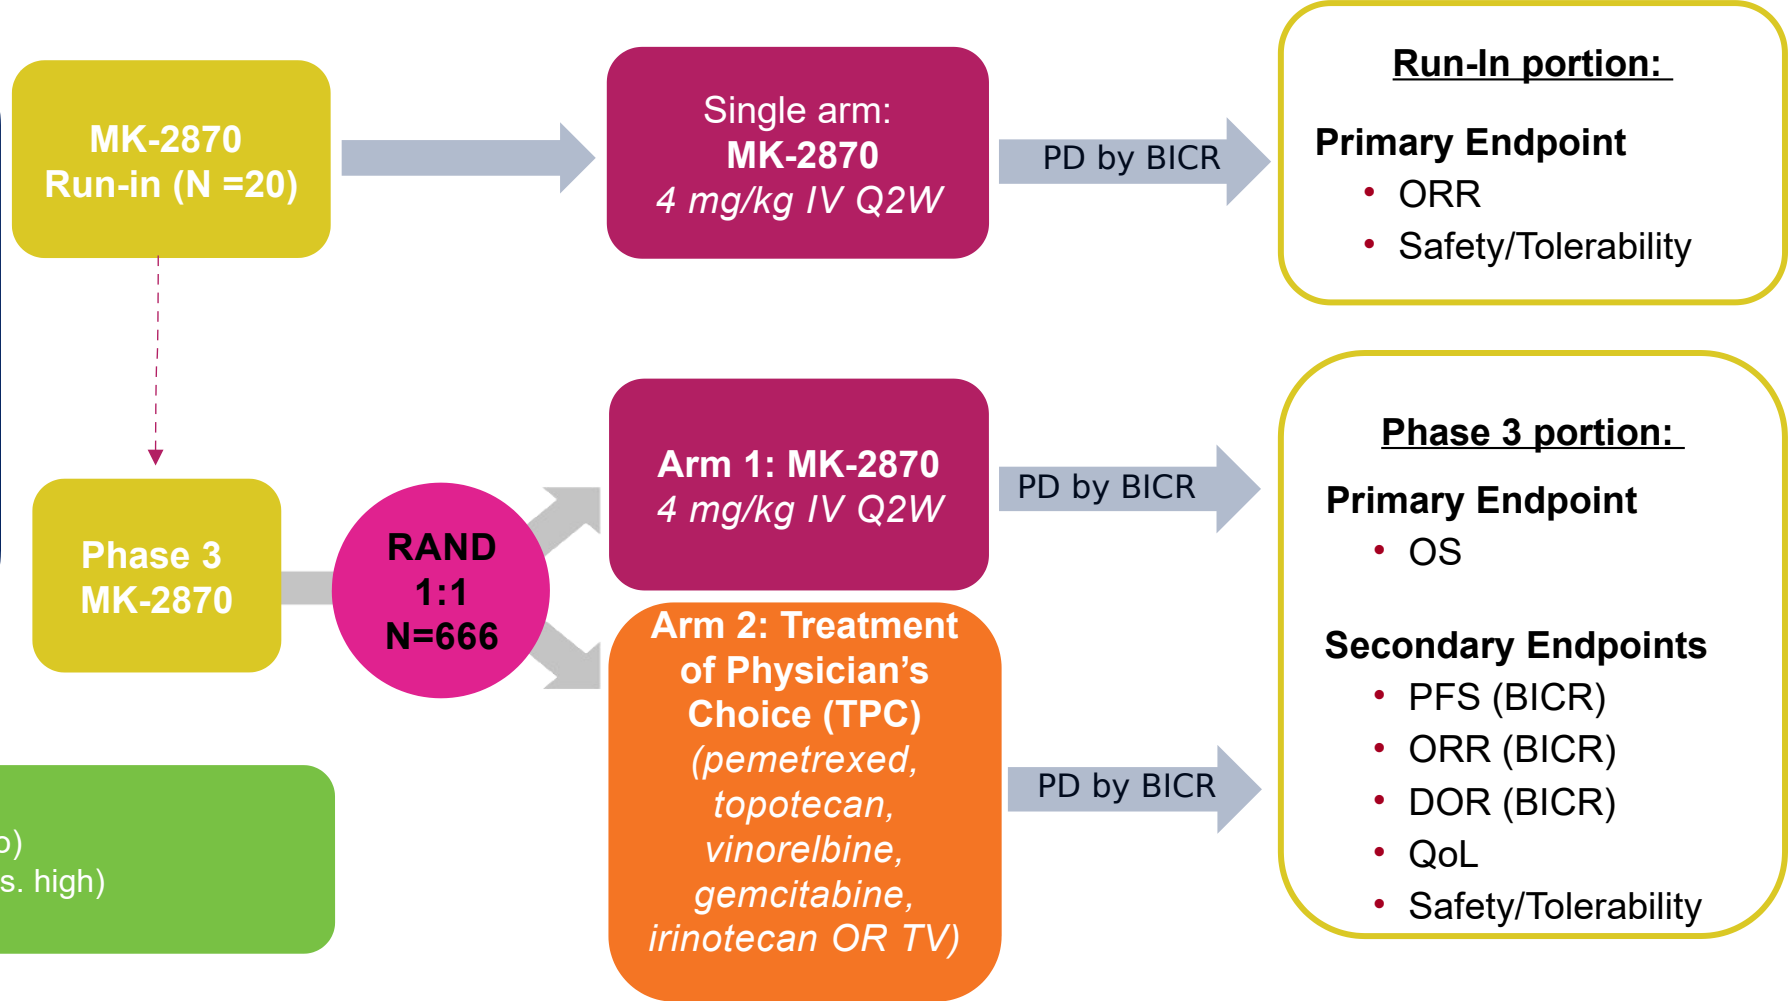 MK-2870
Run-in (N =20)
Single arm:
MK-2870
4 mg/kg IV Q2W
PD by BICR
Run-In portion:
Primary Endpoint
• ORR
• Safety/Tolerability
Phase 3
MK-2870
RAND
1:1
N=666
Arm 1: MK-2870
4 mg/kg IV Q2W
PD by BICR
Arm 2: Treatment
of Physician’s
Choice (TPC)
(pemetrexed,
topotecan,
vinorelbine,
gemcitabine,
irinotecan OR TV)
PD by BICR
Phase 3 portion:
Primary Endpoint
• OS
Secondary Endpoints
• PFS (BICR)
• ORR (BICR)
• DOR (BICR)
• QoL
• Safety/Tolerability
)
high)